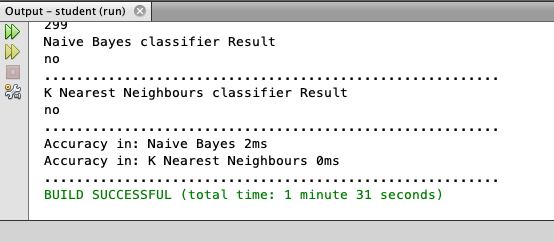 Output – student (run)
299
Naive Bayes classifier Result
no
.........................................................
K Nearest Neighbours classifier Result
no
.........................................................
Accuracy in: Naive Bayes 2ms
Accuracy in: K Nearest Neighbours 0ms
.........................................................
BUILD SUCCESSFUL (total time: 1 minute 31 seconds)